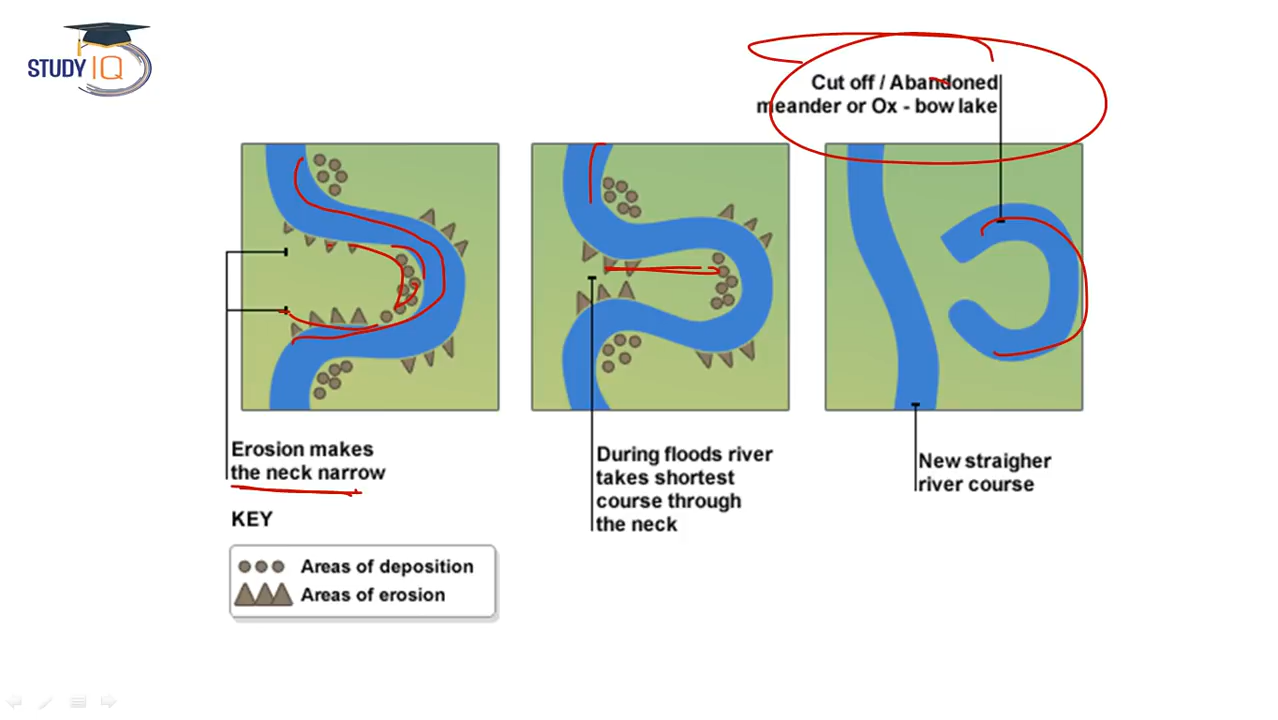 STUDY IQ
Cut off / Abandoned
meander or Ox - bow lake
Erosion makes
the neck narrow
During floods river
takes shortest
course through
the neck
New straigher
river course
KEY
Areas of deposition
Areas of erosion